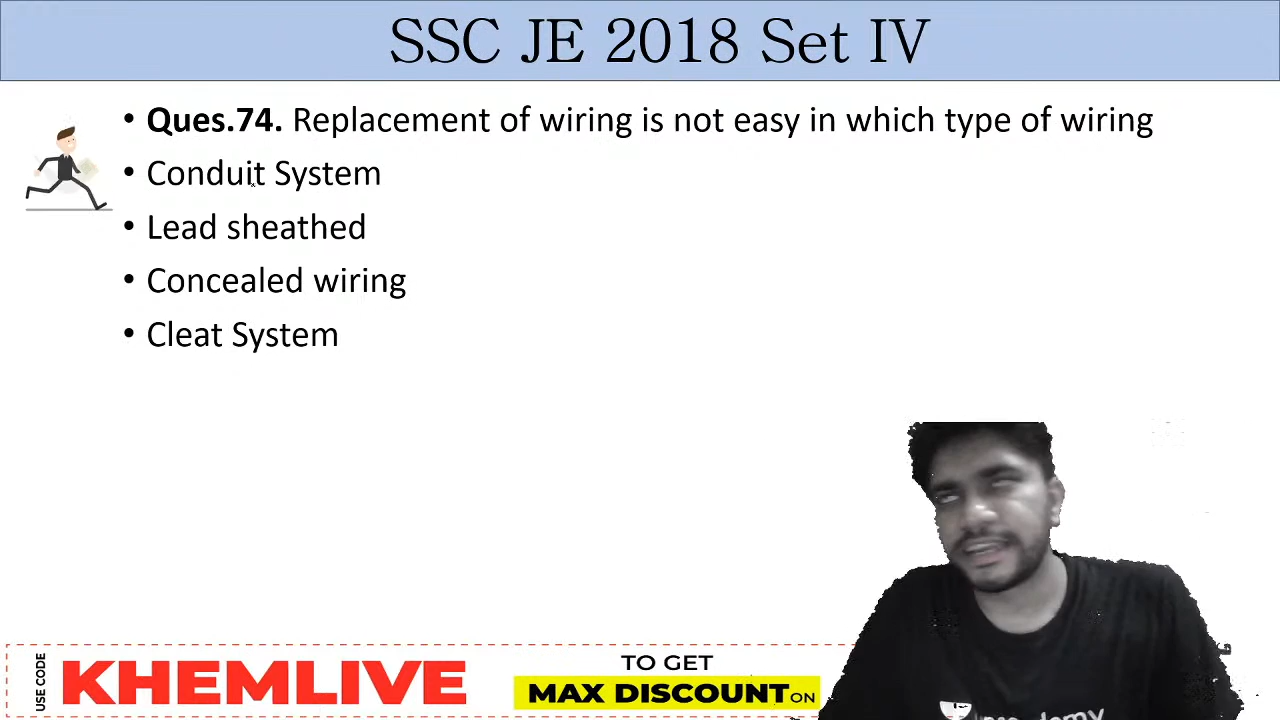 SSC JE 2018 Set IV
• Ques.74. Replacement of wiring is not easy in which type of wiring
• Conduit System
• Lead sheathed
• Concealed wiring
• Cleat System
USE CODE
KHEMLIVE
TO GET
MAX DISCOUNT ON